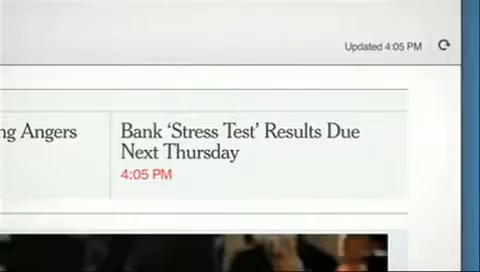 Updated 4:05 PM
ng Angers
Bank ‘Stress Test’ Results Due
Next Thursday
4:05 PM